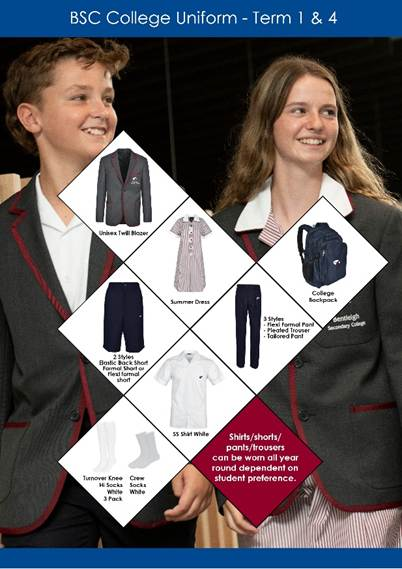 BSC College Uniform - Term 1 & 4
Unisex Twill Blazer
Summer Dress
College
Backpack
Bentleigh
Secondary College
2 Styles
Elastic Back Short
Formal Short or
Flexi formal
short
3 Styles
- Flexi Formal Pant
- Pleated Trouser
- Tailored Pant
SS Shirt White
Turnover Knee
Hi Socks
White
3 Pack
Crew
Socks
White
Shirts/shorts/
pants/trousers
can be worn all year
round dependent on
student preference.